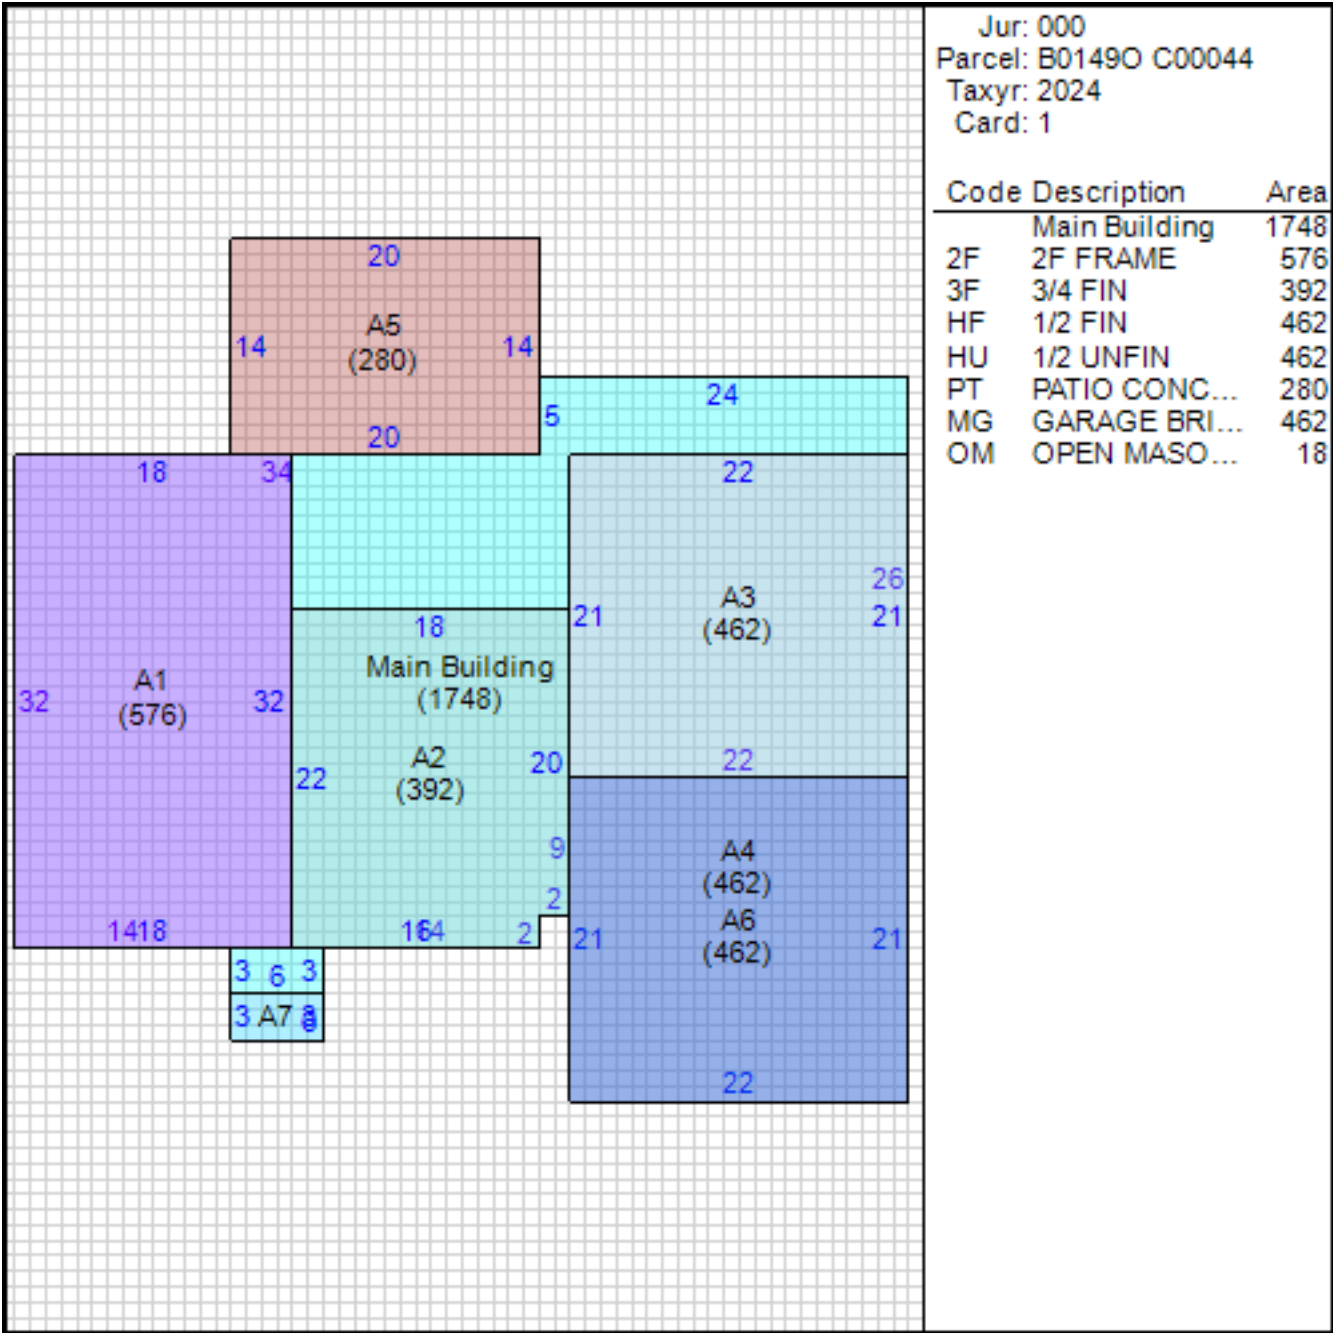 Jur: 000
Parcel: B0149O C00044
Taxyr: 2024
Card: 1
Code Description Area
Main Building 1748
2F 2F FRAME 576
3F 3/4 FIN 392
HF 1/2 FIN 462
HU 1/2 UNFIN 462
PT PATIO CONC... 280
MG GARAGE BRI... 462
OM OPEN MASO... 18
20
A5
(280)
14 14
20
24
5
18 34
22
26
A3
(462)
21 21
18
Main Building
(1748)
A1
(576)
32 32
A2
(392)
22
20
22
9
2
A4
(462)
A6
(462)
1418
2
21 21
3 6 3
3 A7
22